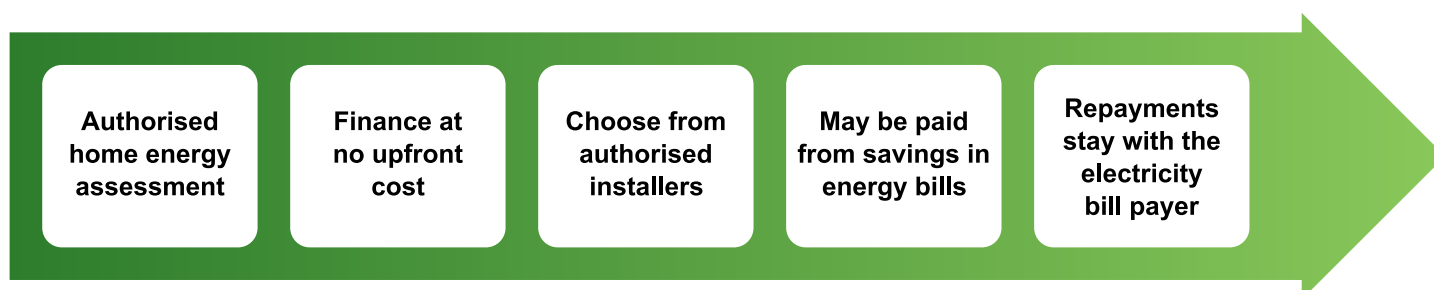 Authorised
home energy
assessment
Finance at
no upfront
cost
Choose from
authorised
installers
May be paid
from savings in
energy bills
Repayments
stay with the
electricity
bill payer